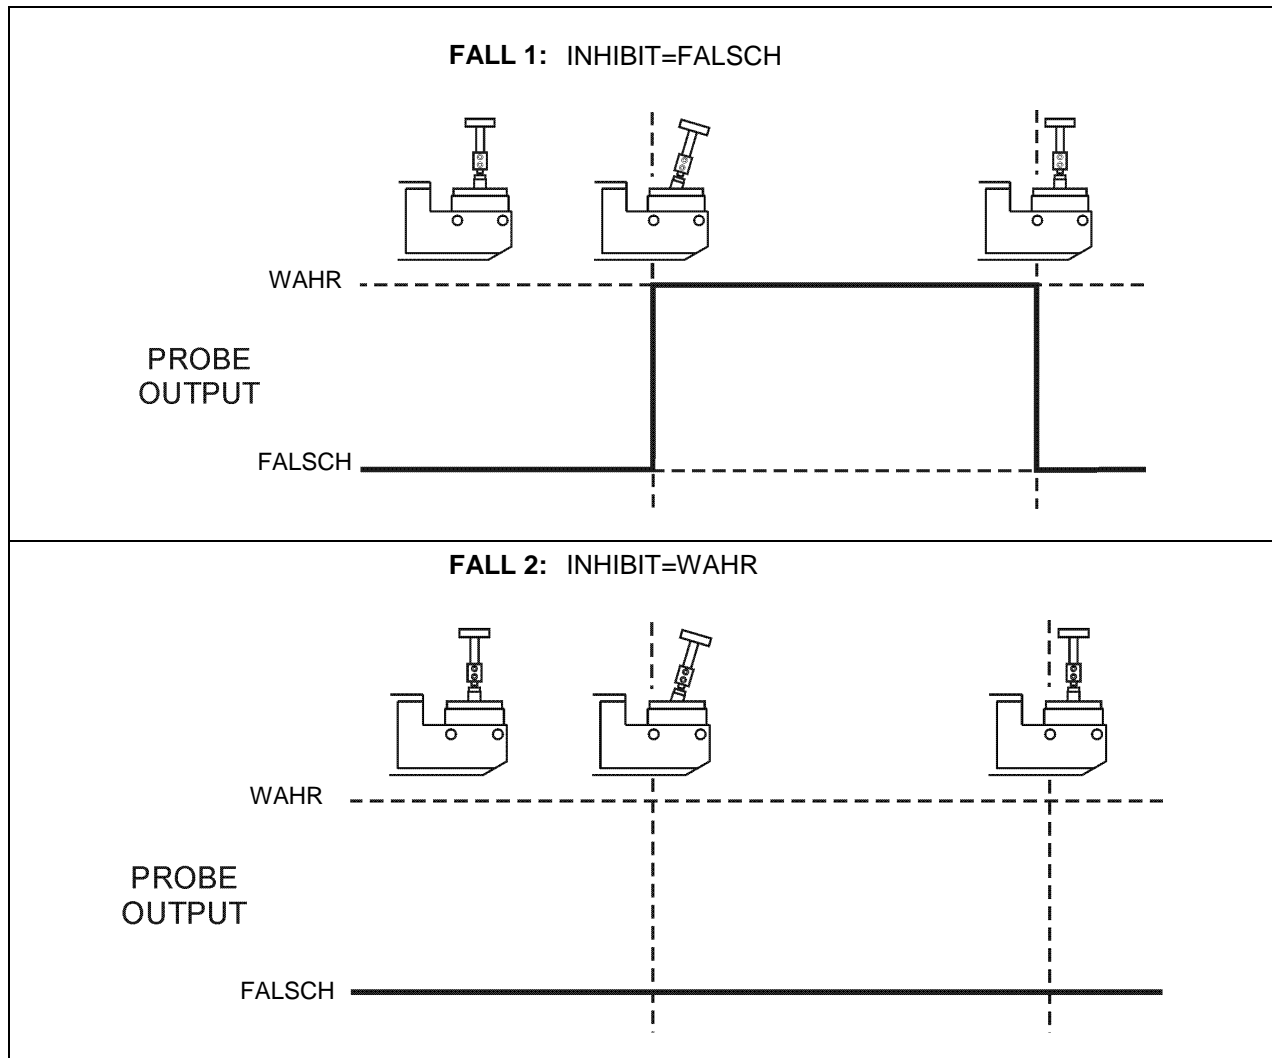 FALL 1: INHIBIT=FALSCH
WAHR
PROBE
OUTPUT
FALSCH
FALL 2: INHIBIT=WAHR
WAHR
PROBE
OUTPUT
FALSCH